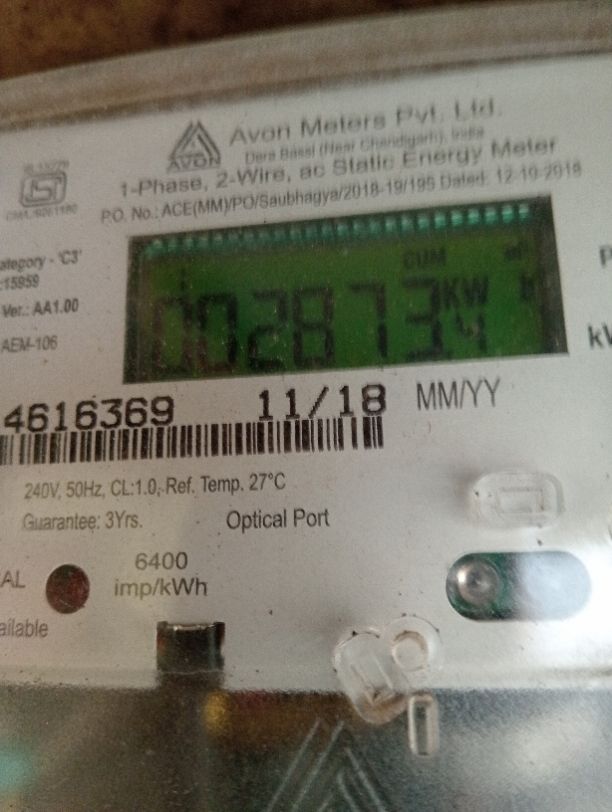 Avon Meters Pvt. Ltd.
AVON
Dera Bassi (Near Chandigarh), India
1-Phase, 2-Wire, ac Static Energy Meter
P.O. No.: ACE(MM)/PO/Saubhagya/2018-19/195 Dated: 12-10-2018
ategory - 'C3'
:15959
Ver.: AA1.00
AEM-106
CUM
002873.4 KW h
4616369 11/18 MM/YY
240V, 50Hz, CL:1.0, Ref. Temp. 27°C
Guarantee: 3Yrs. Optical Port
AL
6400
imp/kWh
ailable